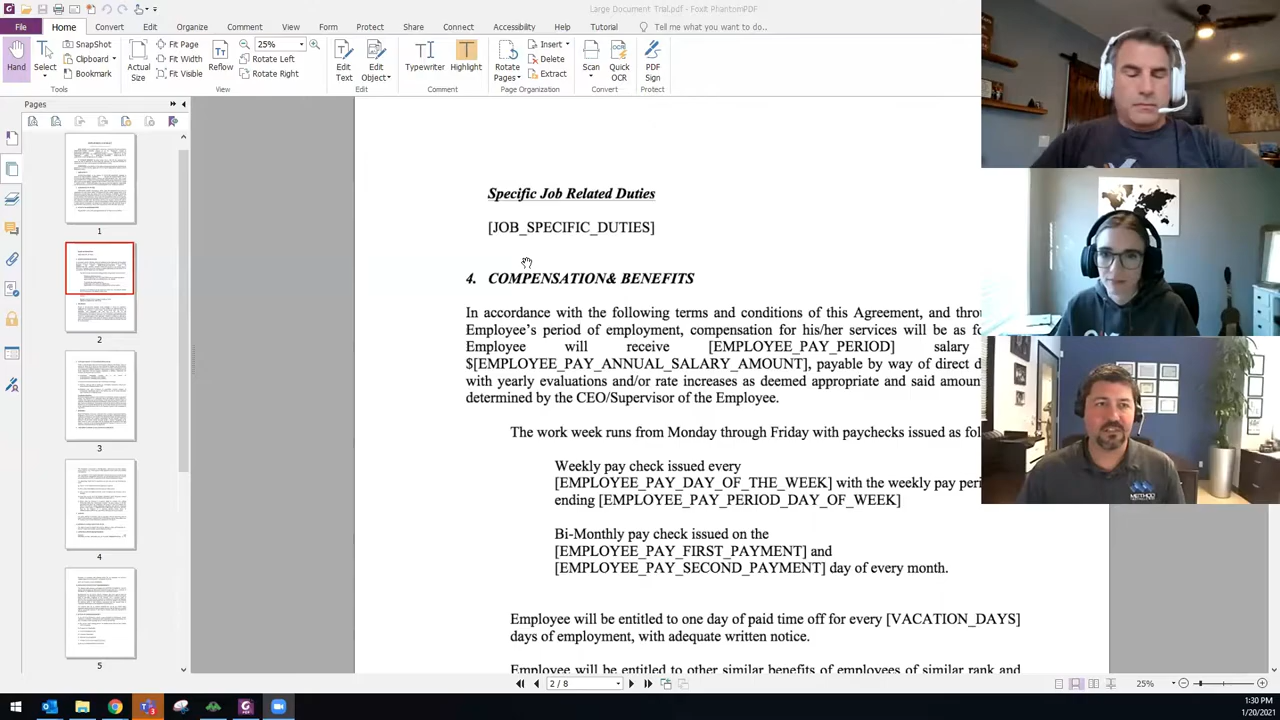 Large Document Trial.pdf - Foxit PhantomPDF
File Home Convert Edit Organize Comment View Form Protect Share Connect Accessibility Help Tutorial Tell me what you want to do...
Hand
Select
SnapShot
Clipboard
Bookmark
Tools
Actual Size
Fit Page
Fit Width
Fit Visible
Reflow
25%
Rotate Left
Rotate Right
View
Edit Text
Edit Object
Edit
Typewriter
Highlight
Comment
Rotate Pages
Insert
Delete
Extract
Page Organization
Scan
Quick OCR
Convert
PDF Sign
Protect
Pages
1
2
3
4
5
Specific Job Related Duties
[JOB_SPECIFIC_DUTIES]
4. COMPENSATION& BENEFITS
In accordance with the following terms and conditions of this Agreement, and thro
Employee's period of employment, compensation for his/her services will be as fo
Employee will receive [EMPLOYEE_PAY_PERIOD] salary
$[EMPLOYEE_PAY_ANNUAL_SALARY_AMOUNT], payable by way of direct d
with yearly evaluations and/or rate increases as deemed appropriate and said amoun
determined by the CEO/Supervisor of the Employee.
The work week runs from Monday through Friday with paychecks issued as fol
Weekly pay check issued every
[EMPLOYEE_PAY_DAY_OF_THE_WEEK] with the weekly pay peri
ending [EMPLOYEE_PAY_PERIOD_DAY_OF_WEEK]
Bi-Monthly pay check issued on the
[EMPLOYEE_PAY_FIRST_PAYMENT] and
[EMPLOYEE_PAY_SECOND_PAYMENT] day of every month.
Employee will be entitled to one day of paid time off for every [VACATION_DAYS]
days of employment, with adequate written notice.
Employee will be entitled to other similar benefits of employees of similar rank and
METHOD
2 / 8
25%
1:30 PM
1/20/2021